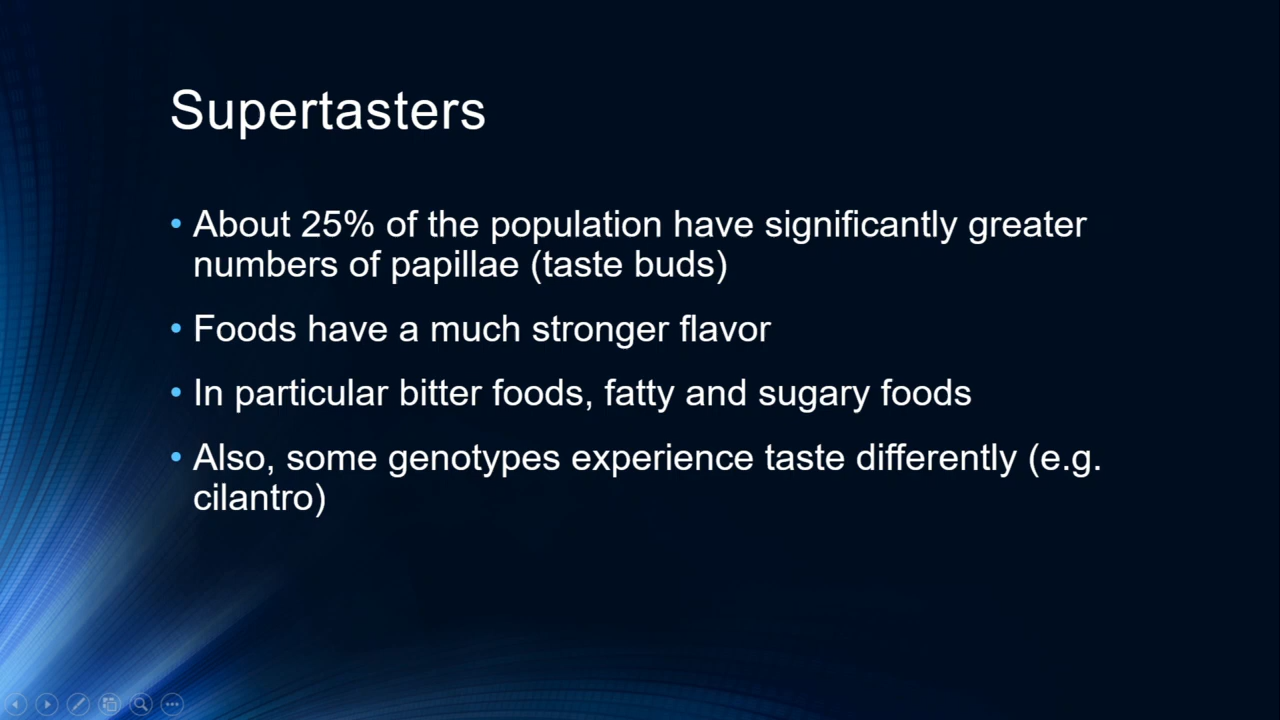 Supertasters
• About 25% of the population have significantly greater
numbers of papillae (taste buds)
• Foods have a much stronger flavor
• In particular bitter foods, fatty and sugary foods
• Also, some genotypes experience taste differently (e.g.
cilantro)